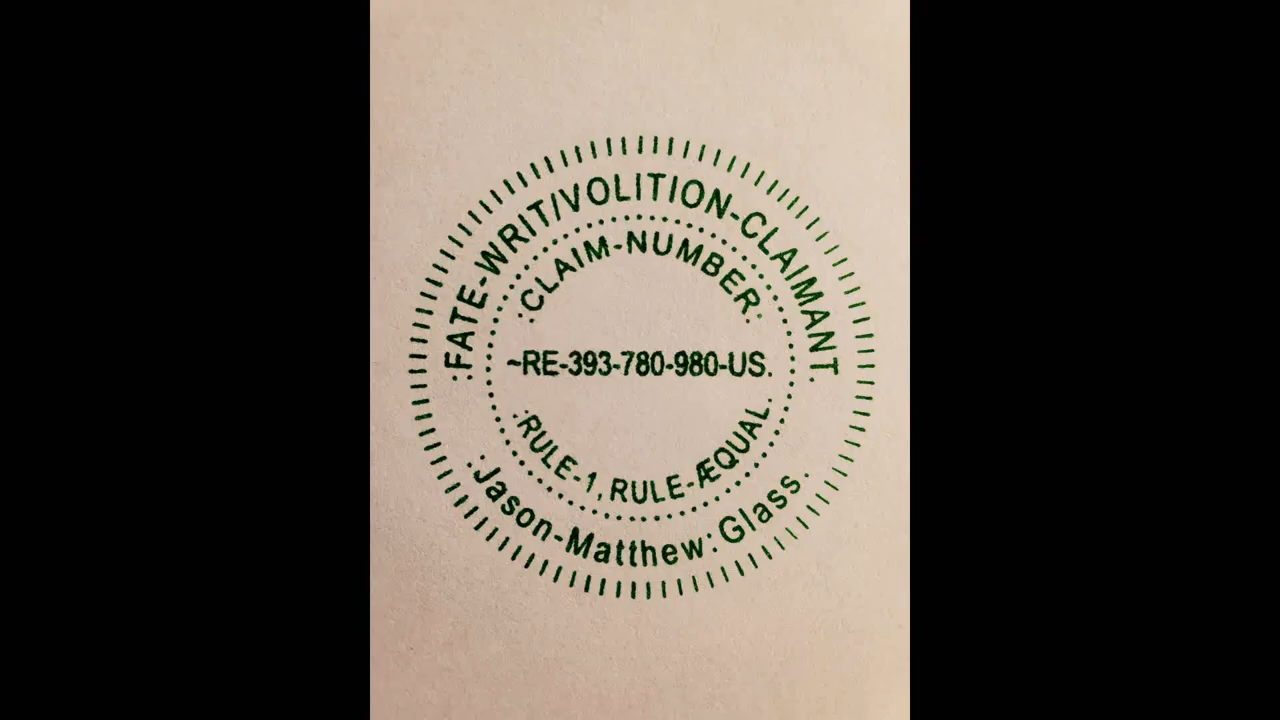 :FATE-WRIT/VOLITION-CLAIMANT.
:CLAIM-NUMBER:
~RE-393-780-980-US.
:RULE-1, RULE-ÆQUAL.
:Jason-Matthew: Glass.